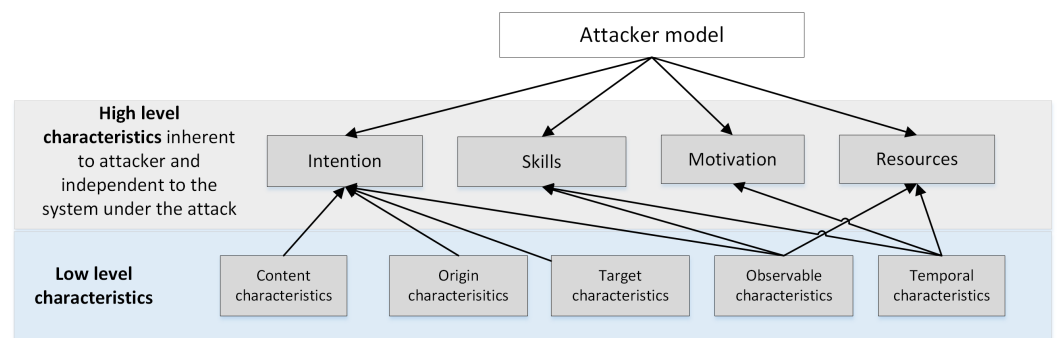 Attacker model
High level
characteristics inherent
to attacker and
independent to the
system under the attack
Intention
Skills
Motivation
Resources
Low level
characteristics
Content
characteristics
Origin
characterisitics
Target
characteristics
Observable
characteristics
Temporal
characteristics